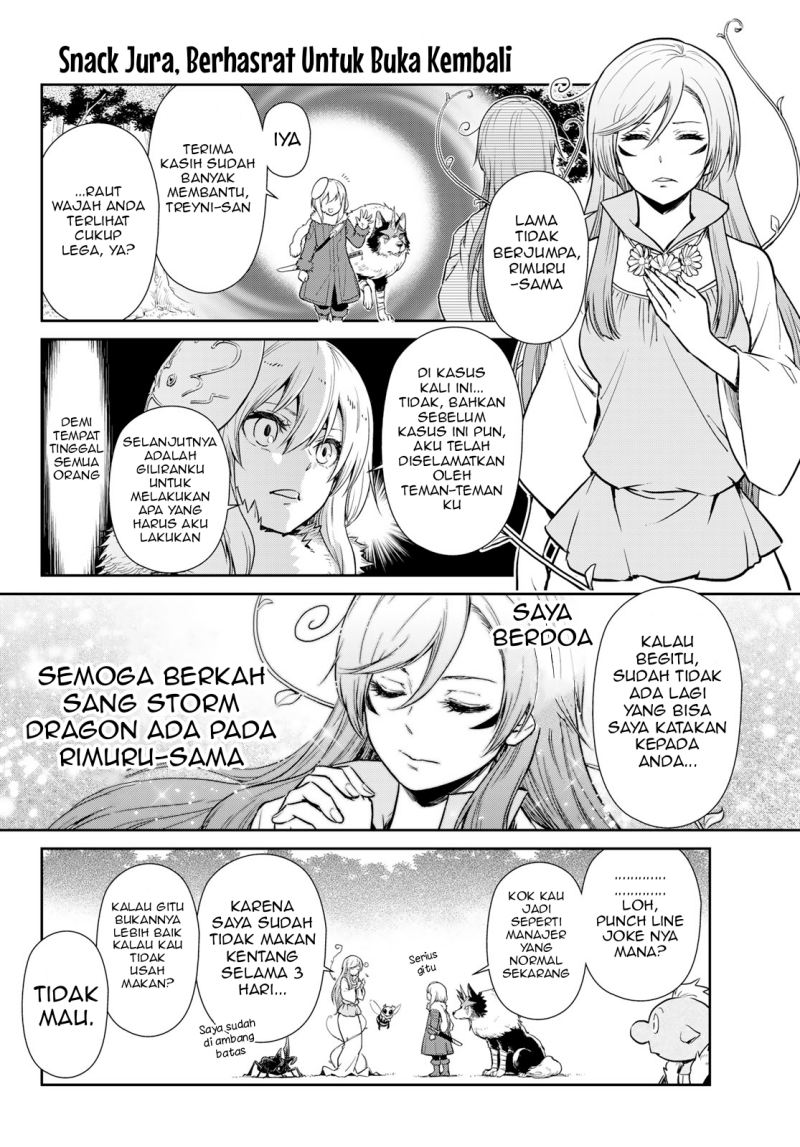 Snack Jura, Berhasrat Untuk Buka Kembali
LAMA
TIDAK
BERJUMPA,
RIMURU
-SAMA
IYA
TERIMA
KASIH SUDAH
BANYAK
MEMBANTU,
TREYNI-SAN
...RAUT
WAJAH ANDA
TERLIHAT
CUKUP
LEGA, YA?
DI KASUS
KALI INI...
TIDAK, BAHKAN
SEBELUM
KASUS INI PUN,
AKU TELAH
DISELAMATKAN
OLEH
TEMAN-TEMAN
KU
SELANJUTNYA
ADALAH
GILIRANKU
UNTUK
MELAKUKAN
APA YANG
HARUS AKU
LAKUKAN
DEMI
TEMPAT
TINGGAL
SEMUA
ORANG
KALAU
BEGITU,
SUDAH TIDAK
ADA LAGI
YANG BISA
SAYA KATAKAN
KEPADA
ANDA...
SAYA
BERDOA
SEMOGA BERKAH
SANG STORM
DRAGON ADA PADA
RIMURU-SAMA
.............
.............
LOH,
PUNCH LINE
JOKE NYA
MANA?
KOK KAU
JADI
SEPERTI
MANAJER
YANG
NORMAL
SEKARANG
Serius
gitu
KARENA
SAYA SUDAH
TIDAK MAKAN
KENTANG
SELAMA 3
HARI...
Saya sudah
di ambang
batas
KALAU GITU
BUKANNYA
LEBIH BAIK
KALAU KAU
TIDAK
USAH
MAKAN?
TIDAK
MAU.